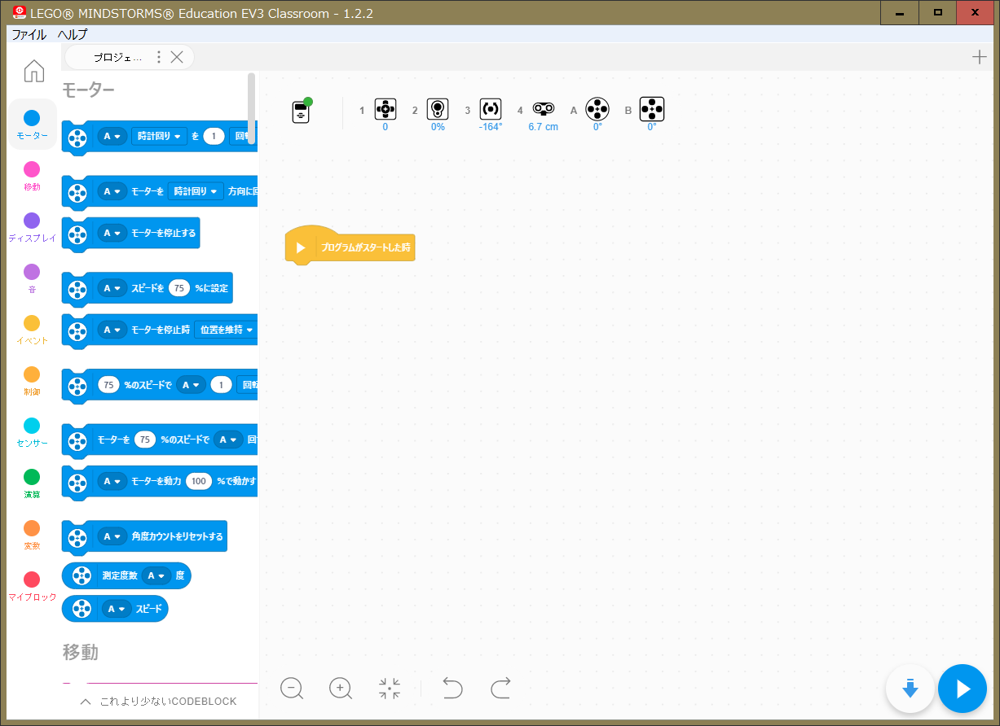 LEGO® MINDSTORMS® Education EV3 Classroom - 1.2.2
ファイル ヘルプ
プロジェ...
モーター
移動
ディスプレイ
音
イベント
制御
センサー
演算
変数
マイブロック
モーター
A 時計回り を 1 回転
A モーターを 時計回り 方向に回
A モーターを停止する
A スピードを 75 %に設定
A モーターを停止時 位置を維持
75 %のスピードで A 1 回転
モーターを 75 %のスピードで A 回
A モーターを動力 100 %で動かす
A 角度カウントをリセットする
測定度数 A 度
A スピード
移動
これより少ないCODEBLOCK
1 2 3 4 A B
0 0% -164° 6.7 cm 0° 0°
プログラムがスタートした時